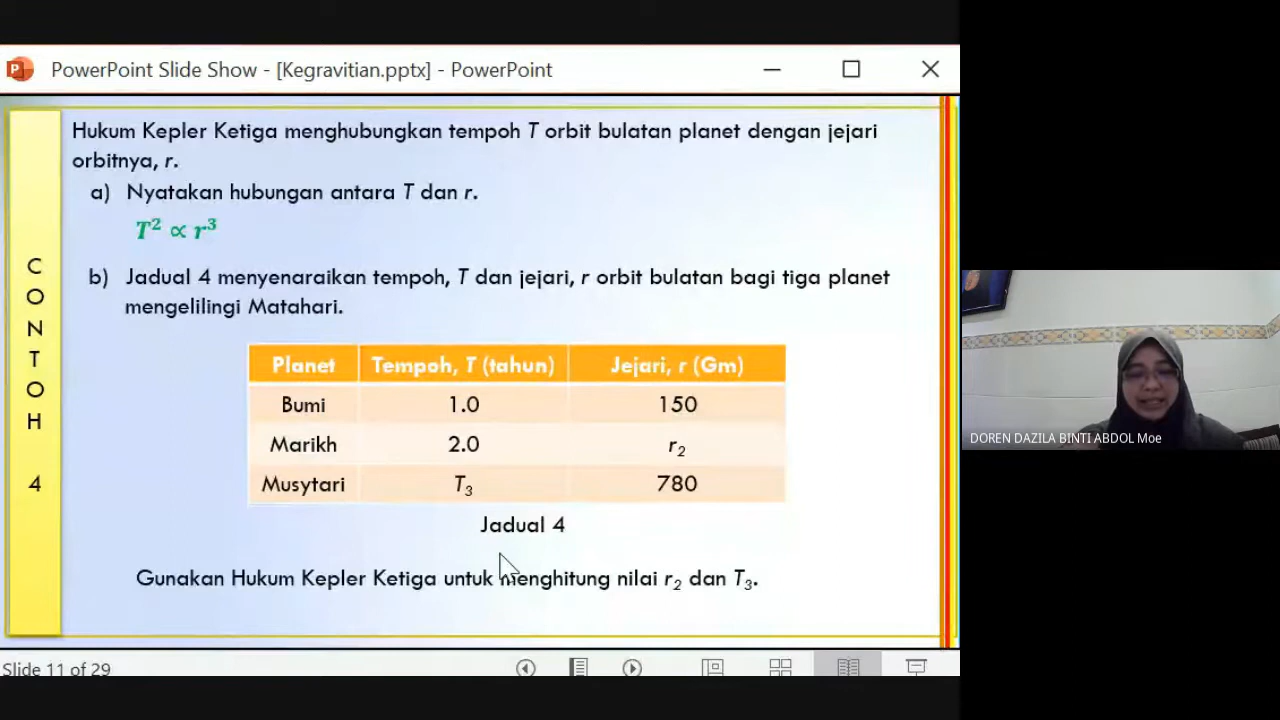 PowerPoint Slide Show - [Kegravitian.pptx] - PowerPoint
Hukum Kepler Ketiga menghubungkan tempoh T orbit bulatan planet dengan jejari
orbitnya, r.
a) Nyatakan hubungan antara T dan r.
T² ∝ r³
b) Jadual 4 menyenaraikan tempoh, T dan jejari, r orbit bulatan bagi tiga planet
mengelilingi Matahari.
Planet Tempoh, T (tahun) Jejari, r (Gm)
Bumi 1.0 150
Marikh 2.0 r₂
Musytari T₃ 780
Jadual 4
Gunakan Hukum Kepler Ketiga untuk menghitung nilai r₂ dan T₃.
CONTOH 4
Slide 11 of 29
DOREN DAZILA BINTI ABDOL Moe